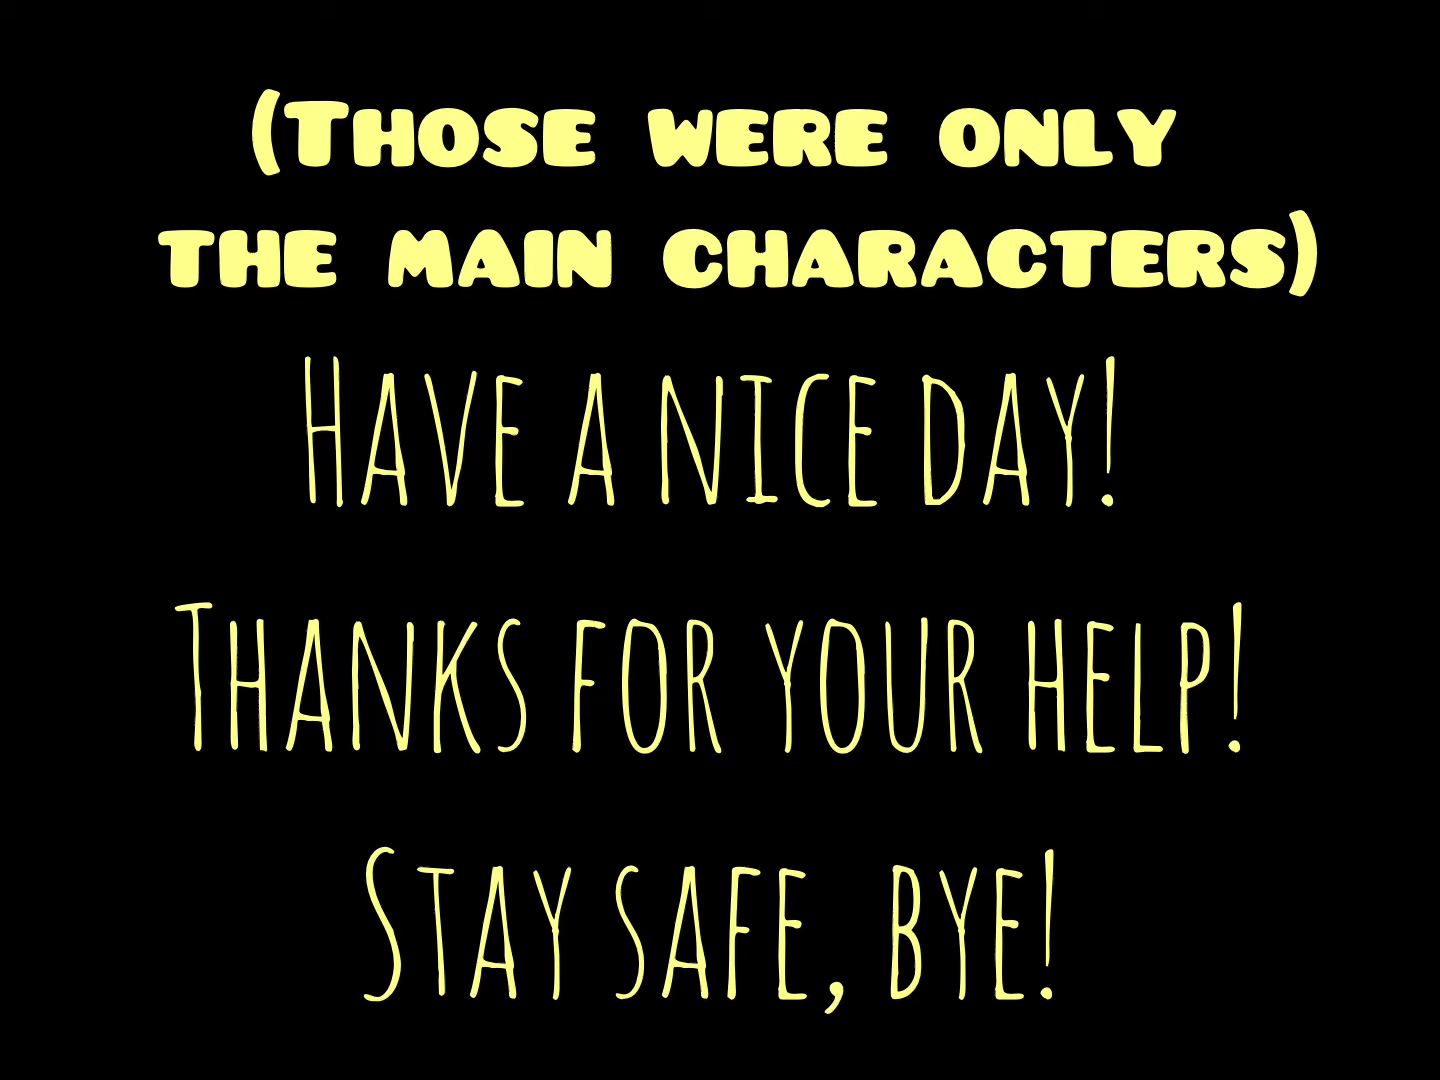 (Those were only
the main characters)
Have a nice day!
Thanks for your help!
Stay safe, bye!